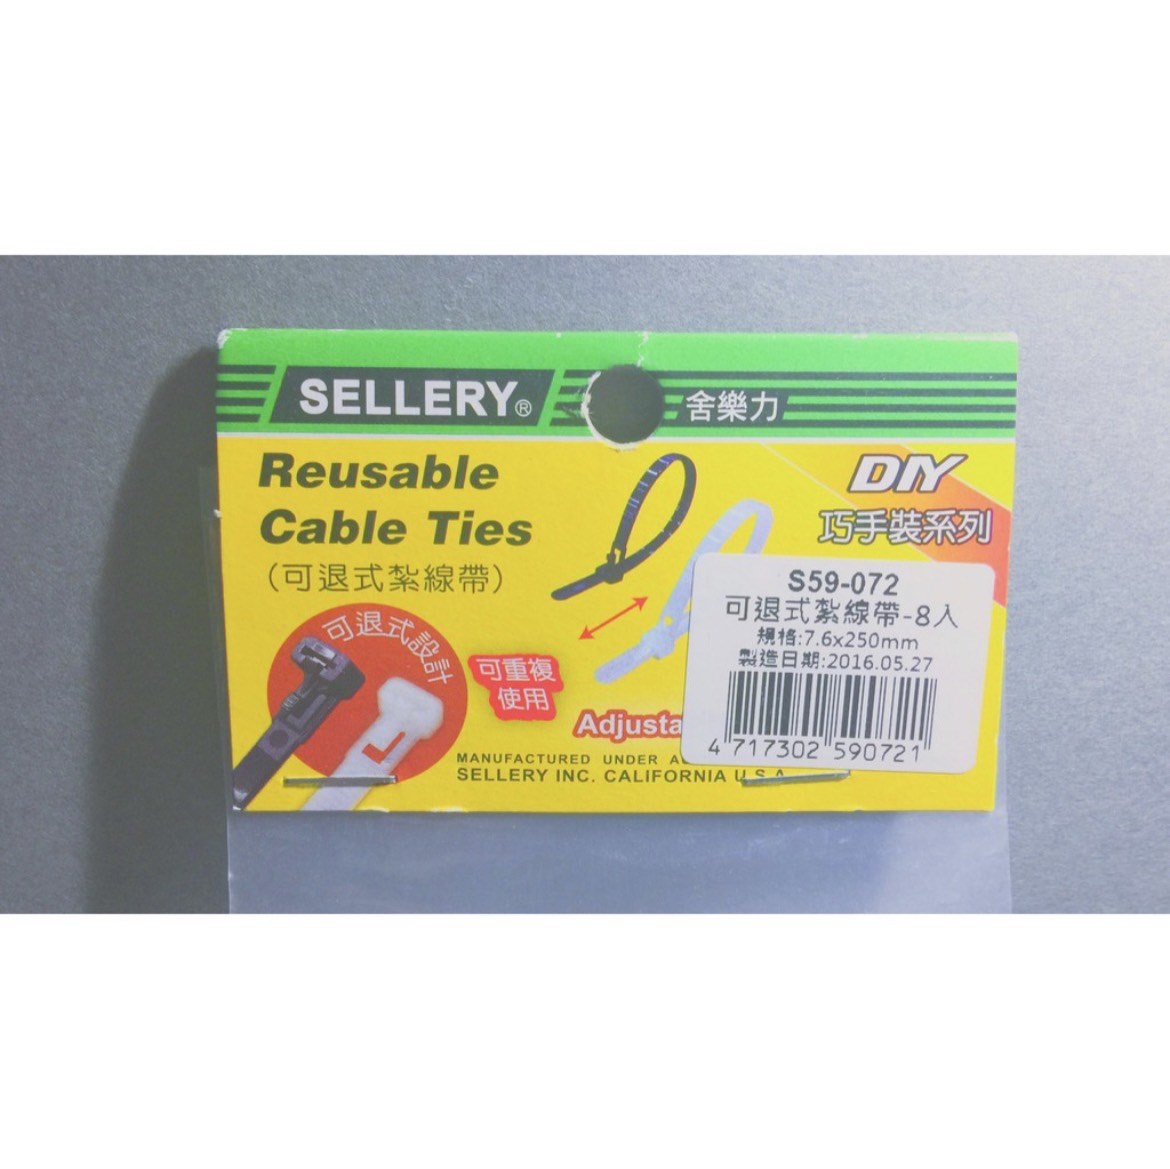 SELLERY® 舍樂力
Reusable
Cable Ties
(可退式紮線帶)
DIY
巧手裝系列
可退式設計
可重複
使用
Adjusta
MANUFACTURED UNDER
SELLERY INC. CALIFORNIA U.S.A
S59-072
可退式紮線帶-8入
規格:7.6x250mm
製造日期:2016.05.27
4 717302 590721